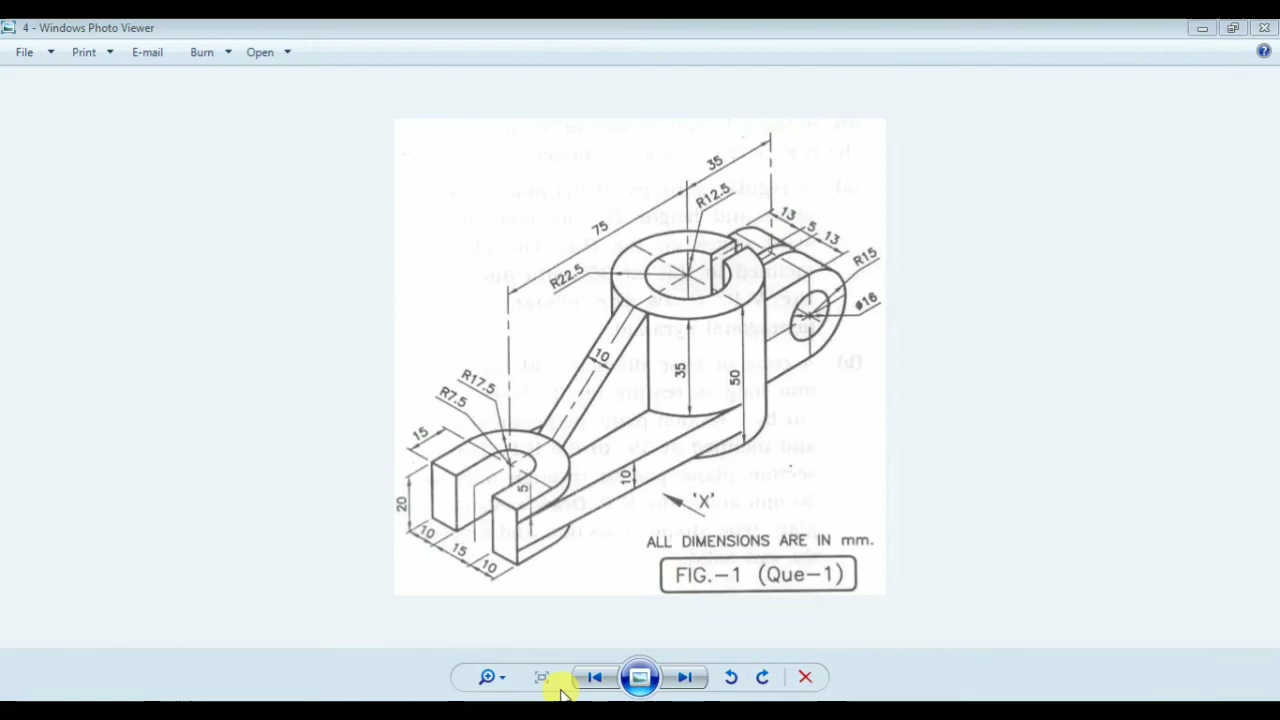 4 - Windows Photo Viewer
File Print E-mail Burn Open
35
R12.5
75
13
5
13
R22.5
R15
ø16
10
35
50
R17.5
R7.5
15
5
10
20
'X'
10
15
10
ALL DIMENSIONS ARE IN mm.
FIG.-1 (Que-1)